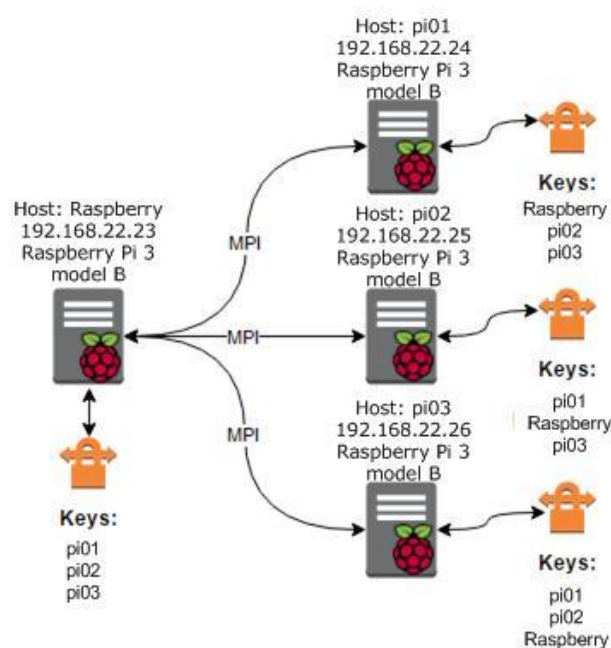 Host: pi01
192.168.22.24
Raspberry Pi 3
model B
Keys:
Raspberry
pi02
pi03
Host: Raspberry
192.168.22.23
Raspberry Pi 3
model B
Keys:
pi01
pi02
pi03
MPI
MPI
MPI
Host: pi02
192.168.22.25
Raspberry Pi 3
model B
Keys:
pi01
Raspberry
pi03
Host: pi03
192.168.22.26
Raspberry Pi 3
model B
Keys:
pi01
pi02
Raspberry